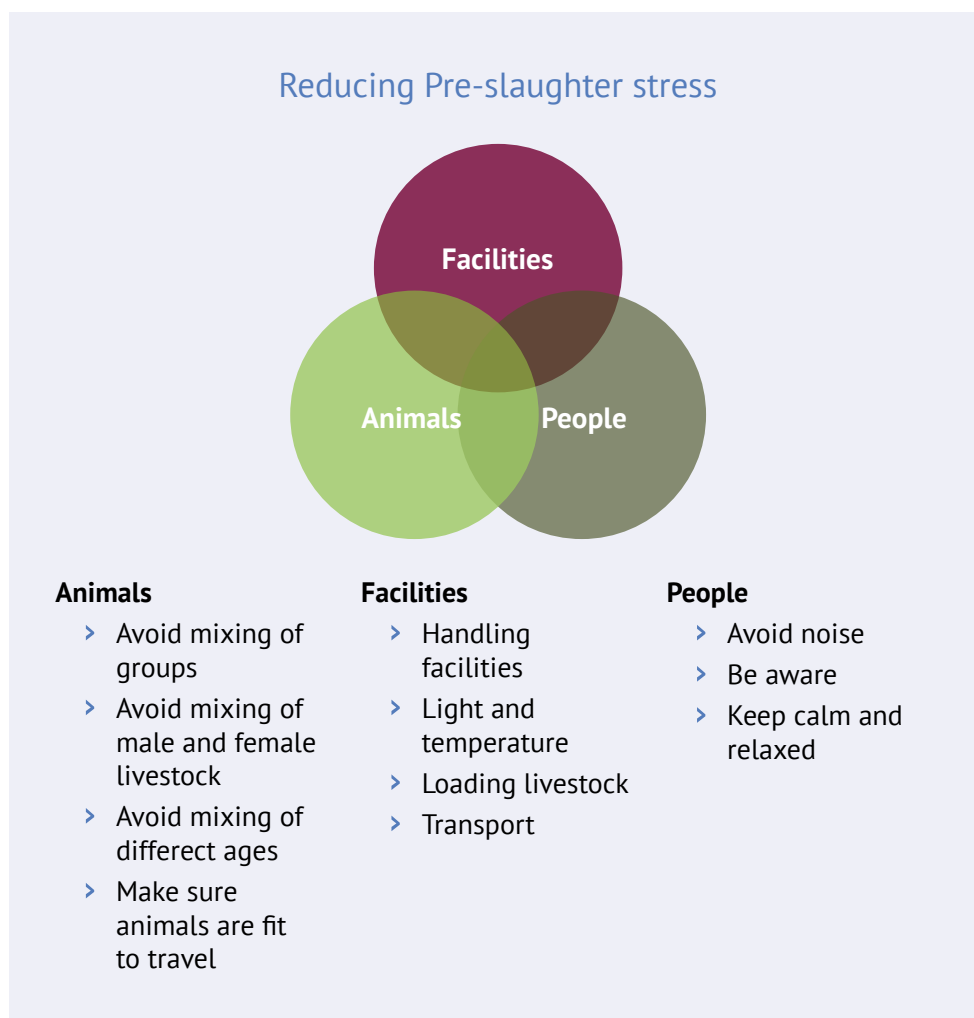 Reducing Pre-slaughter stress
Facilities
Animals
People
Animals
› Avoid mixing of
groups
› Avoid mixing of
male and female
livestock
› Avoid mixing of
differect ages
› Make sure
animals are fit
to travel
Facilities
› Handling
facilities
› Light and
temperature
› Loading livestock
› Transport
People
› Avoid noise
› Be aware
› Keep calm and
relaxed